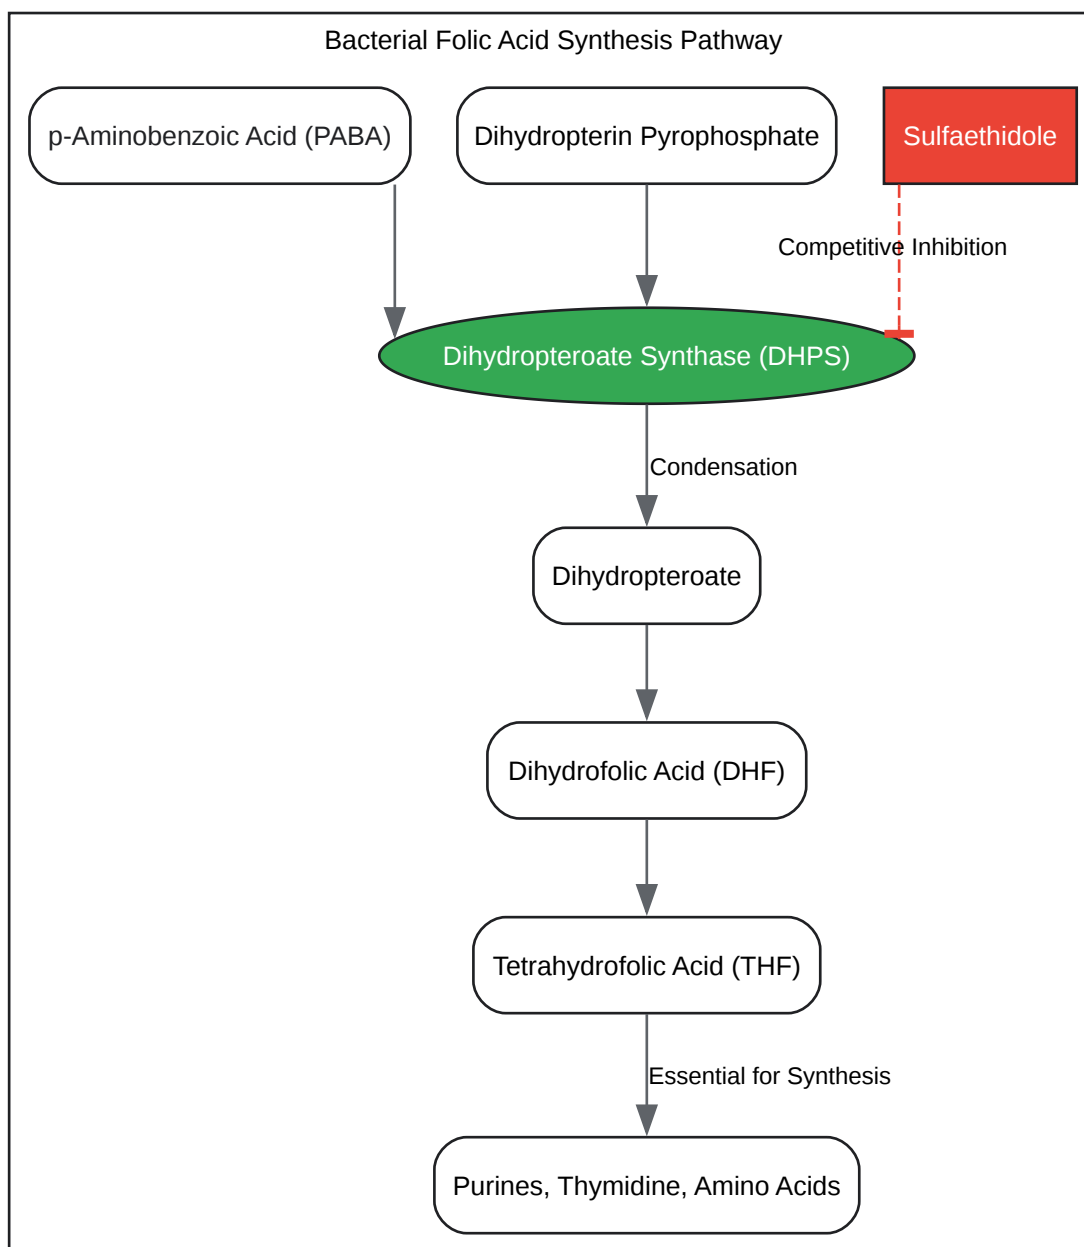 Bacterial Folic Acid Synthesis Pathway
p-Aminobenzoic Acid (PABA)
Dihydropterin Pyrophosphate
Sulfaethidole
Competitive Inhibition
Dihydropteroate Synthase (DHPS)
Condensation
Dihydropteroate
Dihydrofolic Acid (DHF)
Tetrahydrofolic Acid (THF)
Essential for Synthesis
Purines, Thymidine, Amino Acids